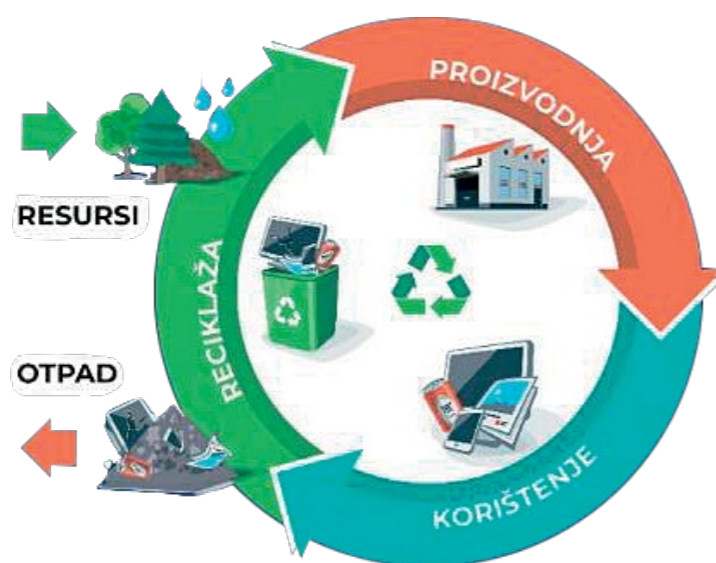 PROIZVODNJA
RESURSI
RECIKLAŽA
OTPAD
KORIŠTENJE